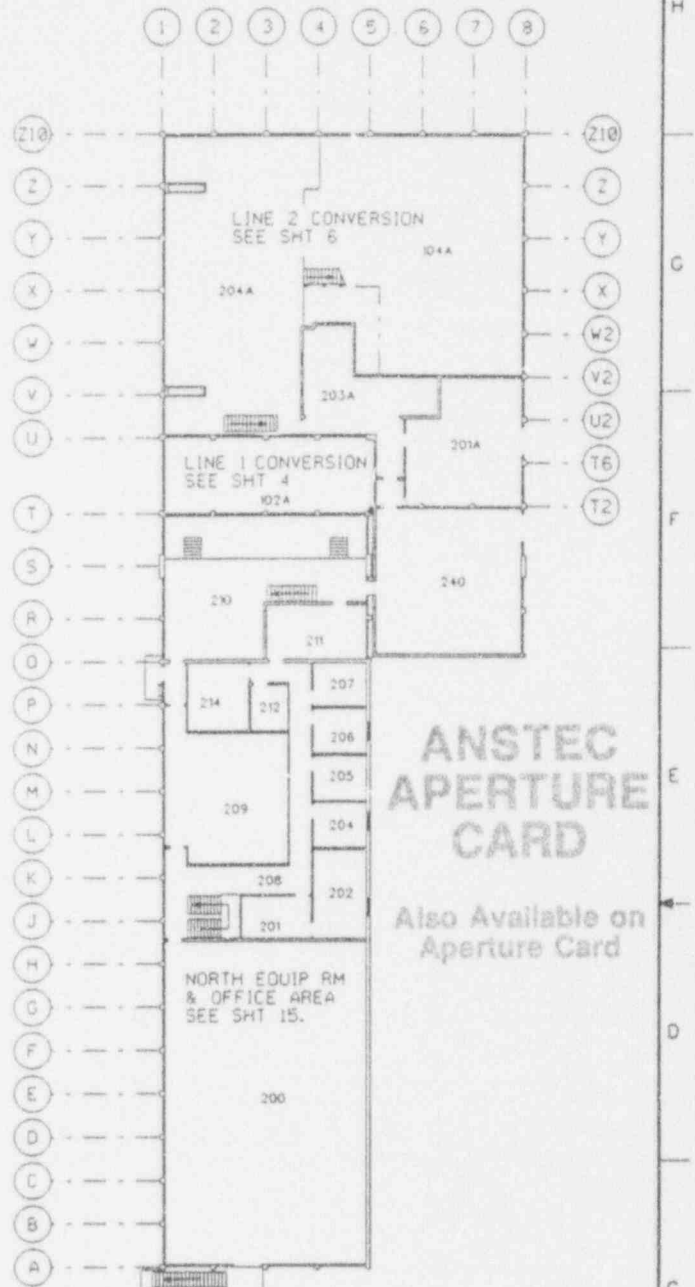 H
1 2 3 4 5 6 7 8
Z10 Z10
Z Z
LINE 2 CONVERSION
SEE SHT 6
Y 104A Y
G
X 204A X
W W2
V2
V 203A
U 201A U2
LINE 1 CONVERSION
SEE SHT 4
T6
102A
T T2
F
S
210 240
R
211
O
207
P 214 212
206
N
ANSTEC
APERTURE
CARD
205
E
M
209 204
L
K 208
202
J 201
Also Available on
Aperture Card
H
NORTH EQUIP RM
& OFFICE AREA
SEE SHT 15.
G
D
F
E 200
D
C
B
A
C